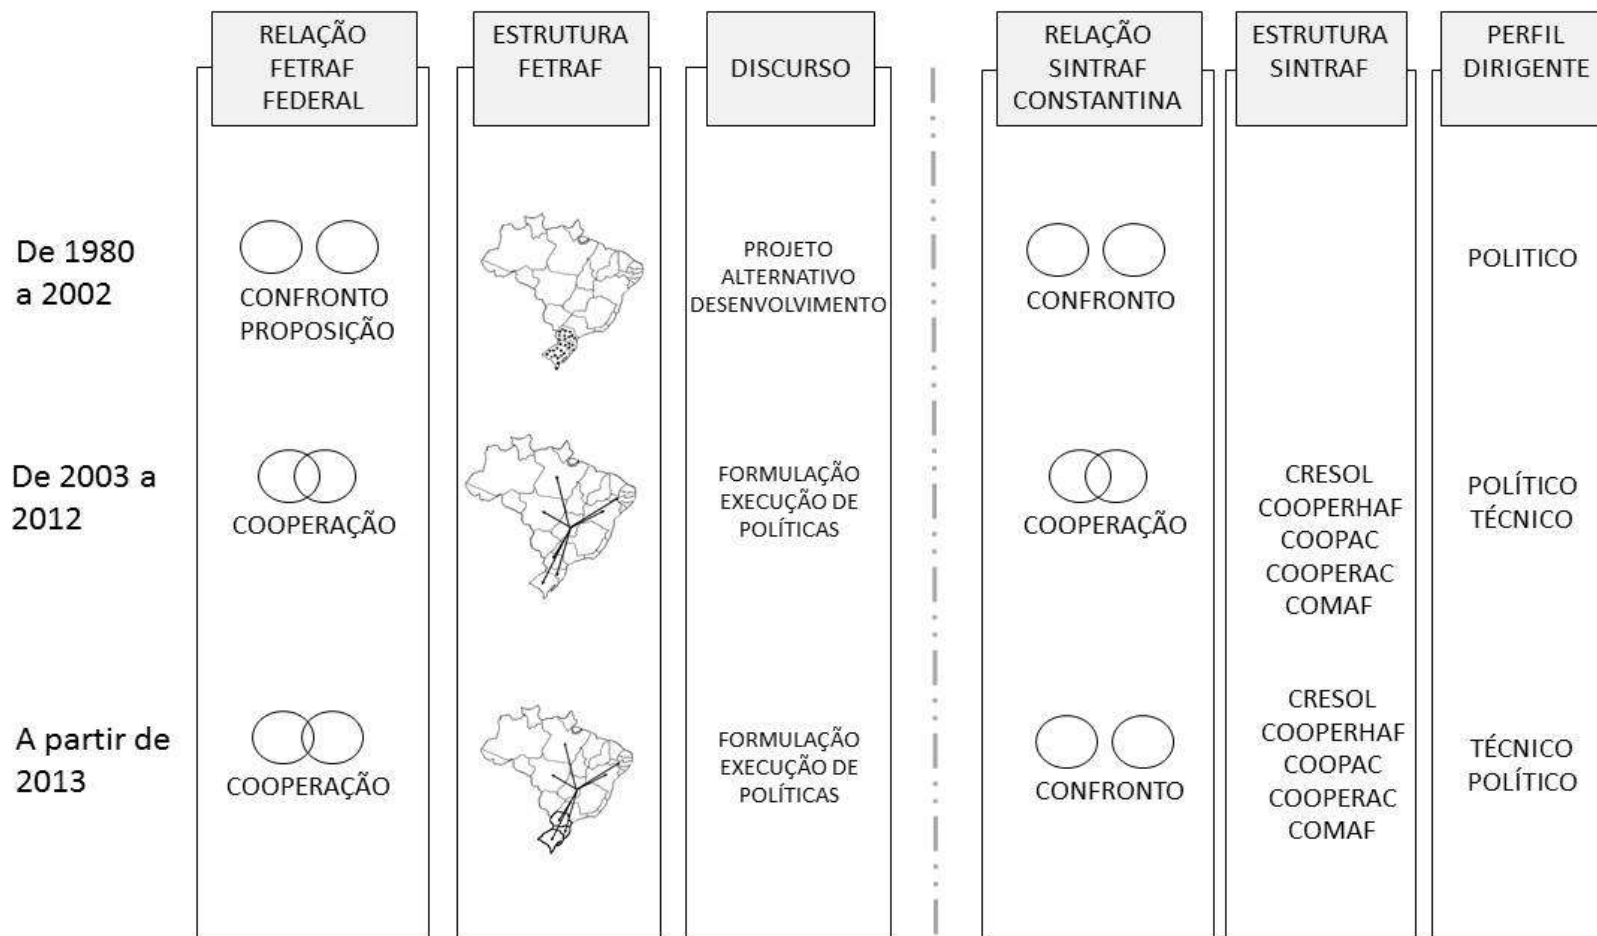 RELAÇÃO
FETRAF
FEDERAL
ESTRUTURA
FETRAF
DISCURSO
RELAÇÃO
SINTRAF
CONSTANTINA
ESTRUTURA
SINTRAF
PERFIL
DIRIGENTE
De 1980
a 2002
CONFRONTO
PROPOSIÇÃO
PROJETO
ALTERNATIVO
DESENVOLVIMENTO
CONFRONTO
POLITICO
De 2003 a
2012
COOPERAÇÃO
FORMULAÇÃO
EXECUÇÃO DE
POLÍTICAS
COOPERAÇÃO
CRESOL
COOPERHAF
COOPAC
COOPERAC
COMAF
POLÍTICO
TÉCNICO
A partir de
2013
COOPERAÇÃO
FORMULAÇÃO
EXECUÇÃO DE
POLÍTICAS
CONFRONTO
CRESOL
COOPERHAF
COOPAC
COOPERAC
COMAF
TÉCNICO
POLÍTICO